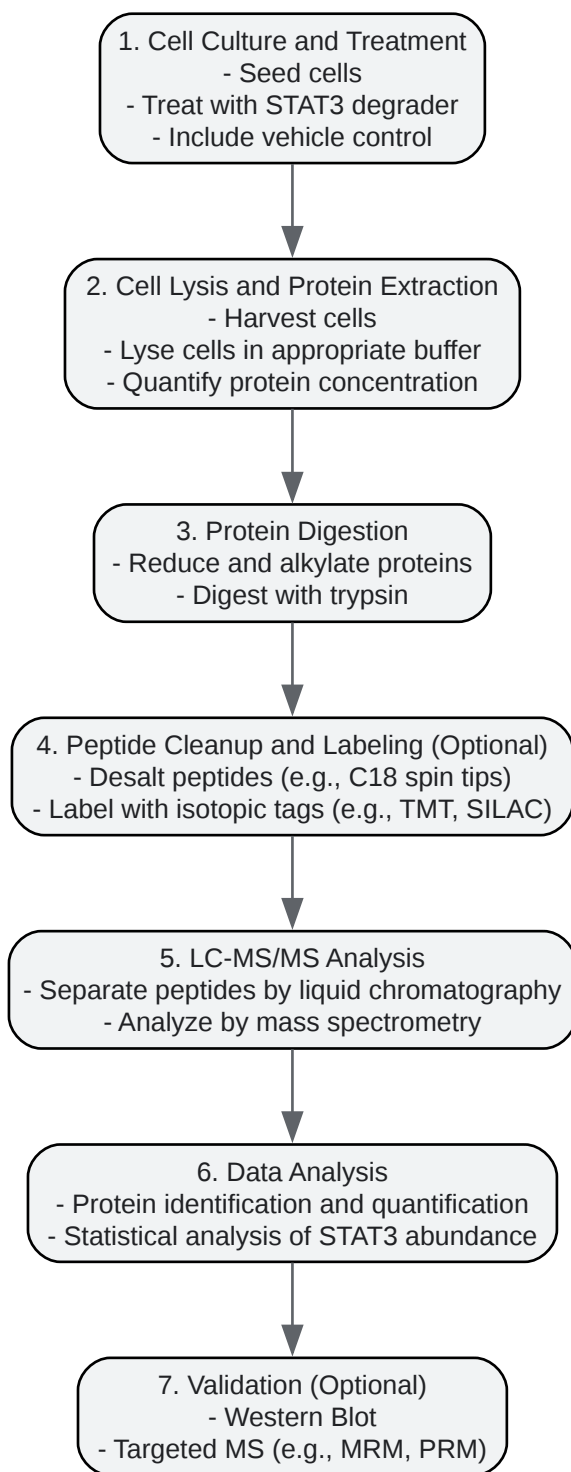 1. Cell Culture and Treatment
- Seed cells
- Treat with STAT3 degrader
- Include vehicle control
2. Cell Lysis and Protein Extraction
- Harvest cells
- Lyse cells in appropriate buffer
- Quantify protein concentration
3. Protein Digestion
- Reduce and alkylate proteins
- Digest with trypsin
4. Peptide Cleanup and Labeling (Optional)
- Desalt peptides (e.g., C18 spin tips)
- Label with isotopic tags (e.g., TMT, SILAC)
5. LC-MS/MS Analysis
- Separate peptides by liquid chromatography
- Analyze by mass spectrometry
6. Data Analysis
- Protein identification and quantification
- Statistical analysis of STAT3 abundance
7. Validation (Optional)
- Western Blot
- Targeted MS (e.g., MRM, PRM)